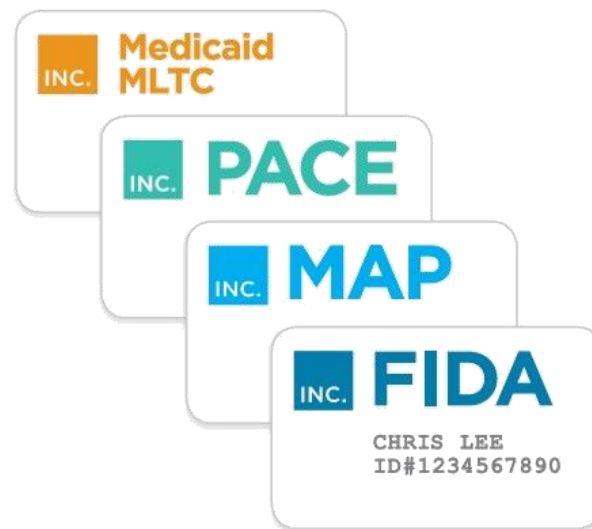 INC. Medicaid
MLTC
INC. PACE
INC. MAP
INC. FIDA
CHRIS LEE
ID#1234567890